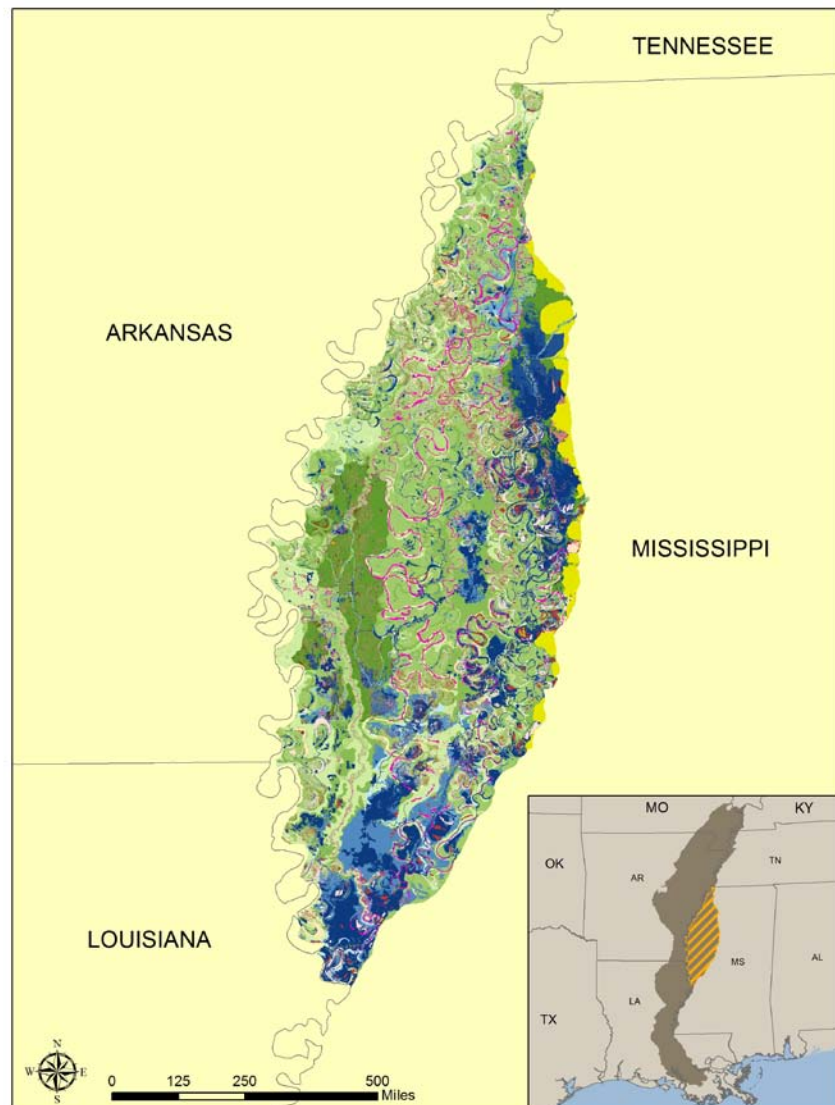 TENNESSEE
ARKANSAS
MISSISSIPPI
LOUISIANA
N
W E
S
0 125 250 500
Miles
MO KY
OK
TN
AR
MS AL
LA
TX